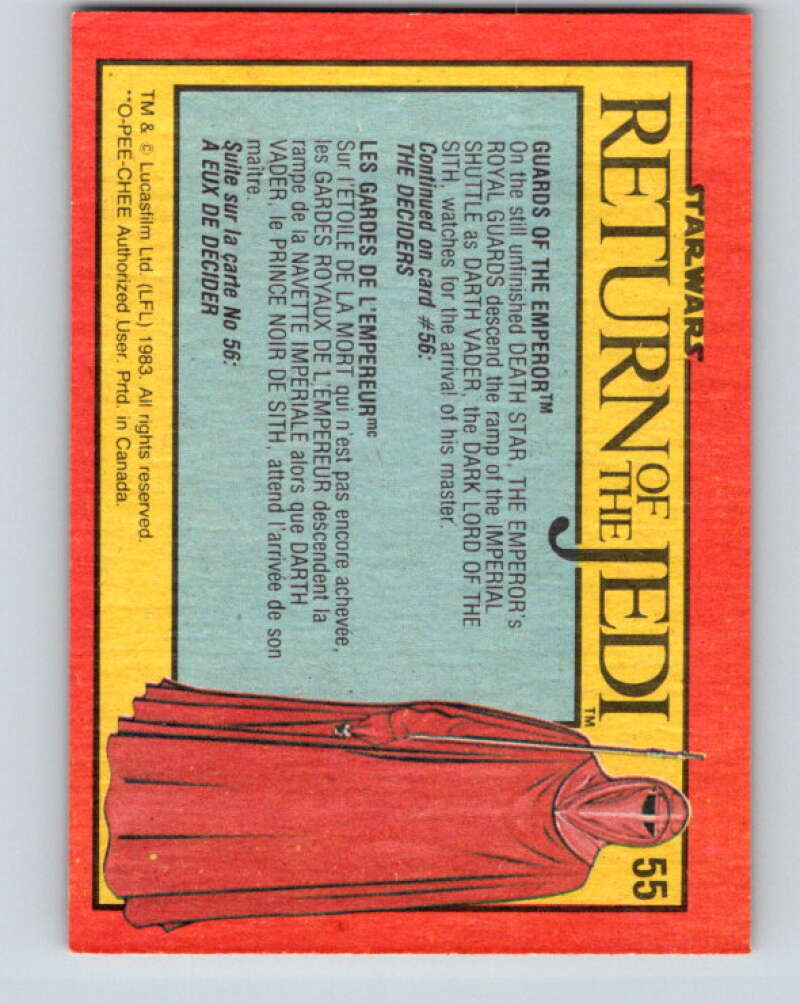 STAR WARS
RETURN OF THE JEDI™
55
GUARDS OF THE EMPEROR™
On the still unfinished DEATH STAR, THE EMPEROR's
ROYAL GUARDS descend the ramp of the IMPERIAL
SHUTTLE as DARTH VADER, the DARK LORD OF THE
SITH, watches for the arrival of his master.
Continued on card #56:
THE DECIDERS
LES GARDES DE L'EMPEREURmc
Sur l'ETOILE DE LA MORT qui n'est pas encore achevée,
les GARDES ROYAUX DE L'EMPEREUR descendent la
rampe de la NAVETTE IMPERIALE alors que DARTH
VADER, le PRINCE NOIR DE SITH, attend l'arrivée de son
maître.
Suite sur la carte No 56:
A EUX DE DECIDER
TM & © Lucasfilm Ltd. (LFL) 1983. All rights reserved.
**O-PEE-CHEE Authorized User. Prtd. in Canada.